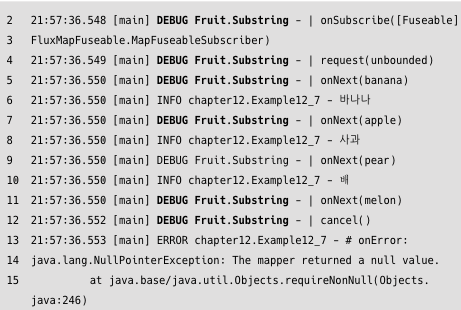 2 21:57:36.548 [main] DEBUG Fruit.Substring - | onSubscribe([Fuseable]
3 FluxMapFuseable.MapFuseableSubscriber)
4 21:57:36.549 [main] DEBUG Fruit.Substring - | request(unbounded)
5 21:57:36.550 [main] DEBUG Fruit.Substring - | onNext(banana)
6 21:57:36.550 [main] INFO chapter12.Example12_7 - 바나나
7 21:57:36.550 [main] DEBUG Fruit.Substring - | onNext(apple)
8 21:57:36.550 [main] INFO chapter12.Example12_7 - 사과
9 21:57:36.550 [main] DEBUG Fruit.Substring - | onNext(pear)
10 21:57:36.550 [main] INFO chapter12.Example12_7 - 배
11 21:57:36.550 [main] DEBUG Fruit.Substring - | onNext(melon)
12 21:57:36.552 [main] DEBUG Fruit.Substring - | cancel()
13 21:57:36.553 [main] ERROR chapter12.Example12_7 - # onError:
14 java.lang.NullPointerException: The mapper returned a null value.
15 at java.base/java.util.Objects.requireNonNull(Objects.
java:246)